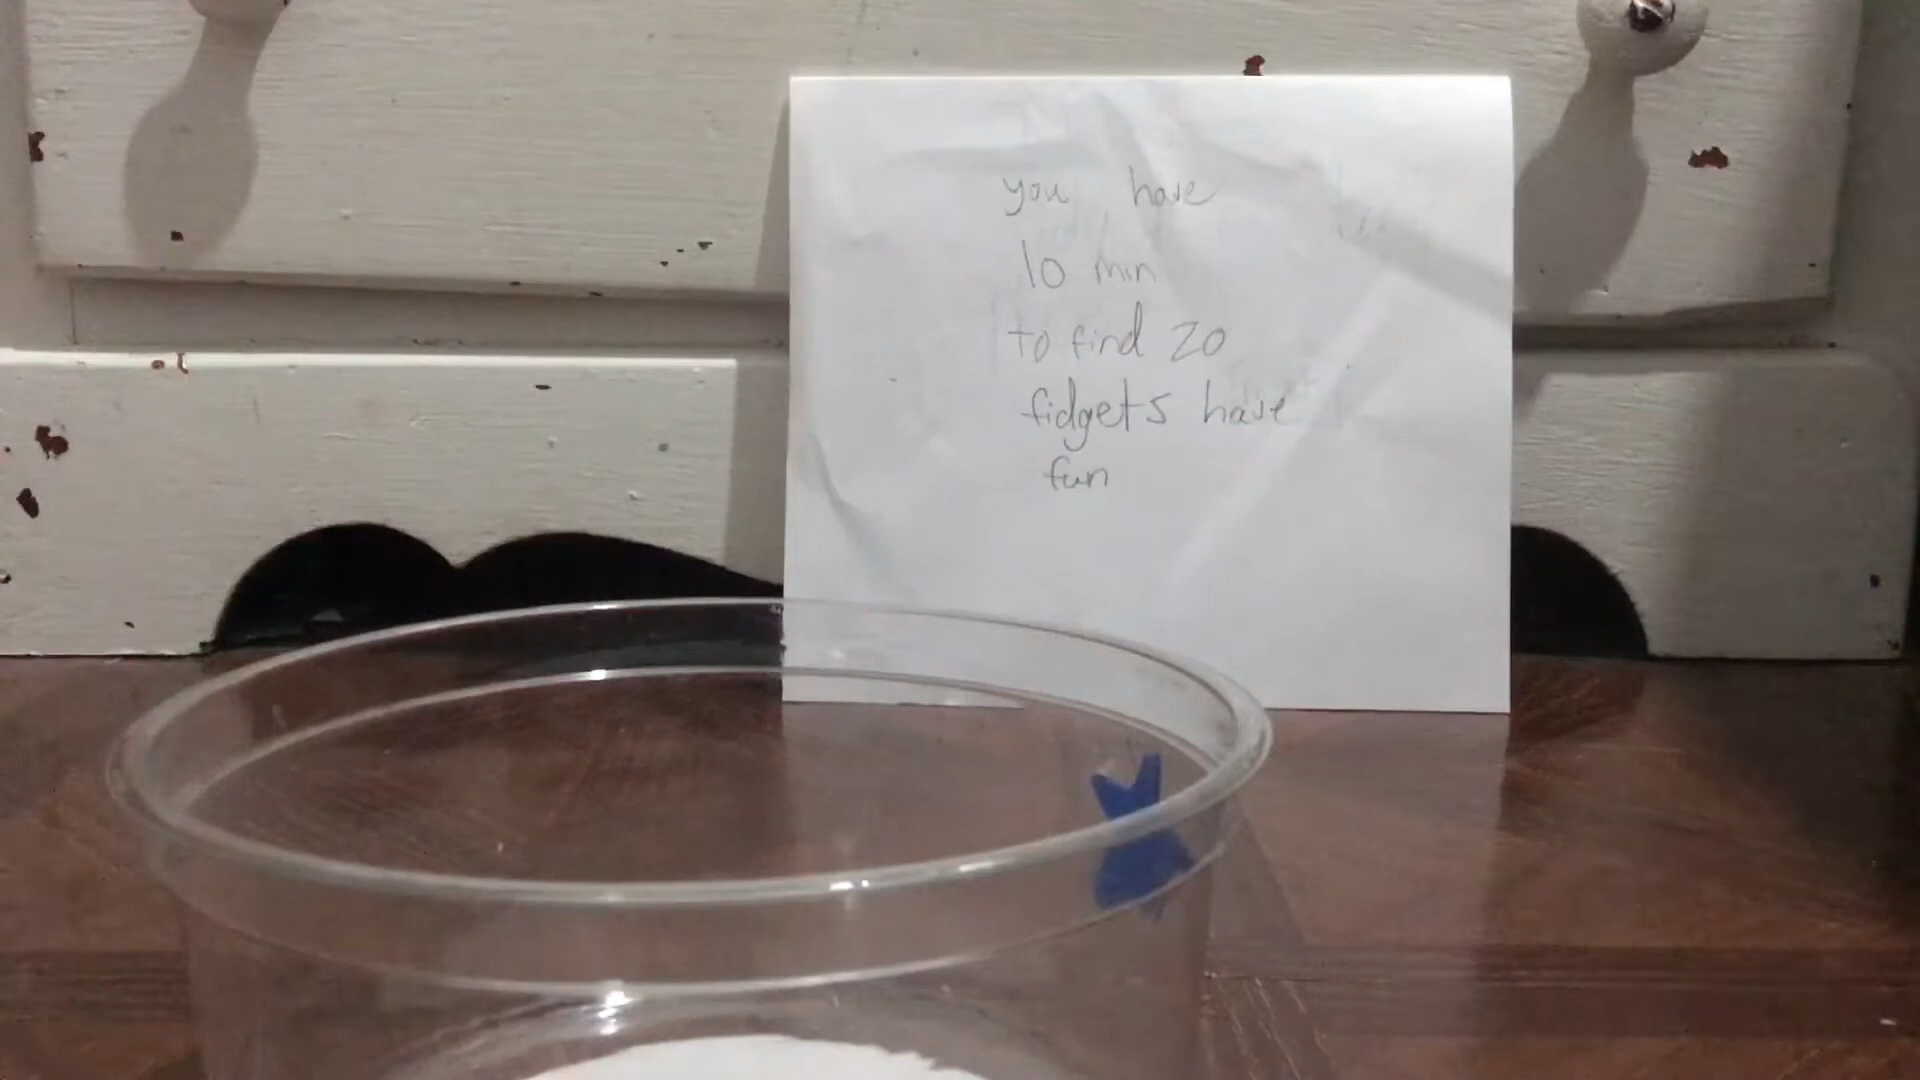 you have
10 min
to find 20
fidgets have
fun